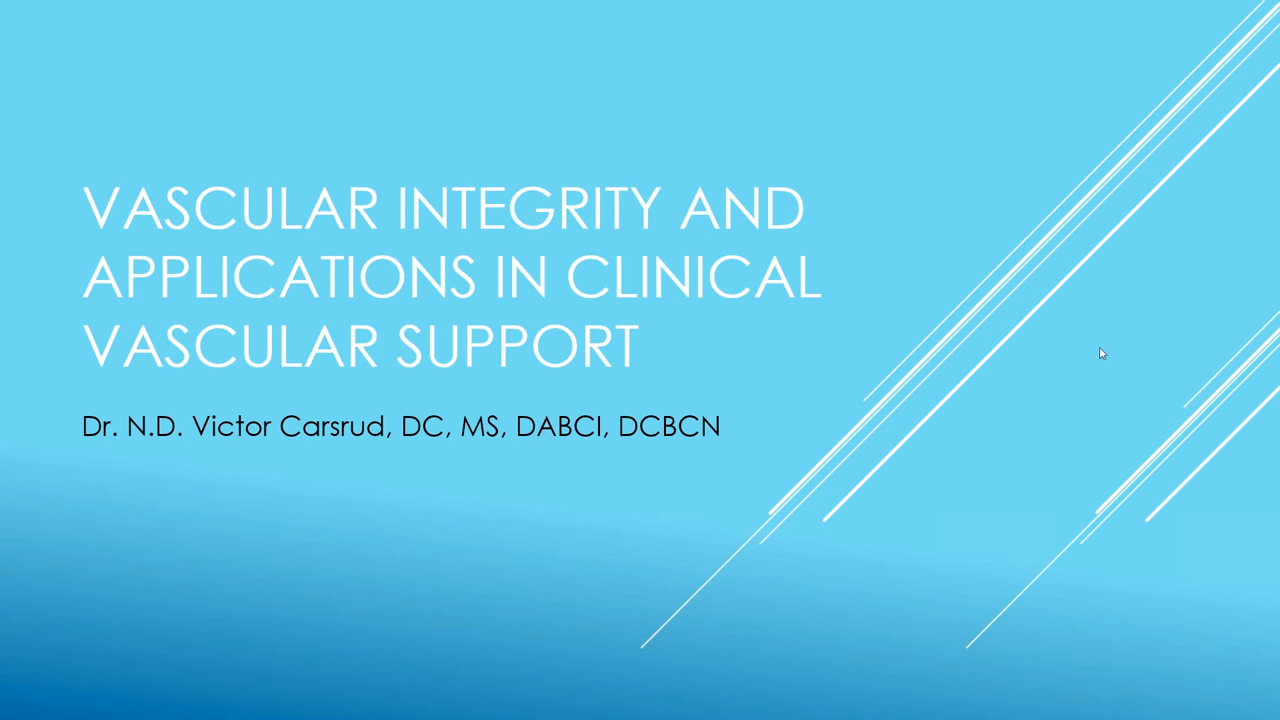 VASCULAR INTEGRITY AND
APPLICATIONS IN CLINICAL
VASCULAR SUPPORT
Dr. N.D. Victor Carsrud, DC, MS, DABCI, DCBCN